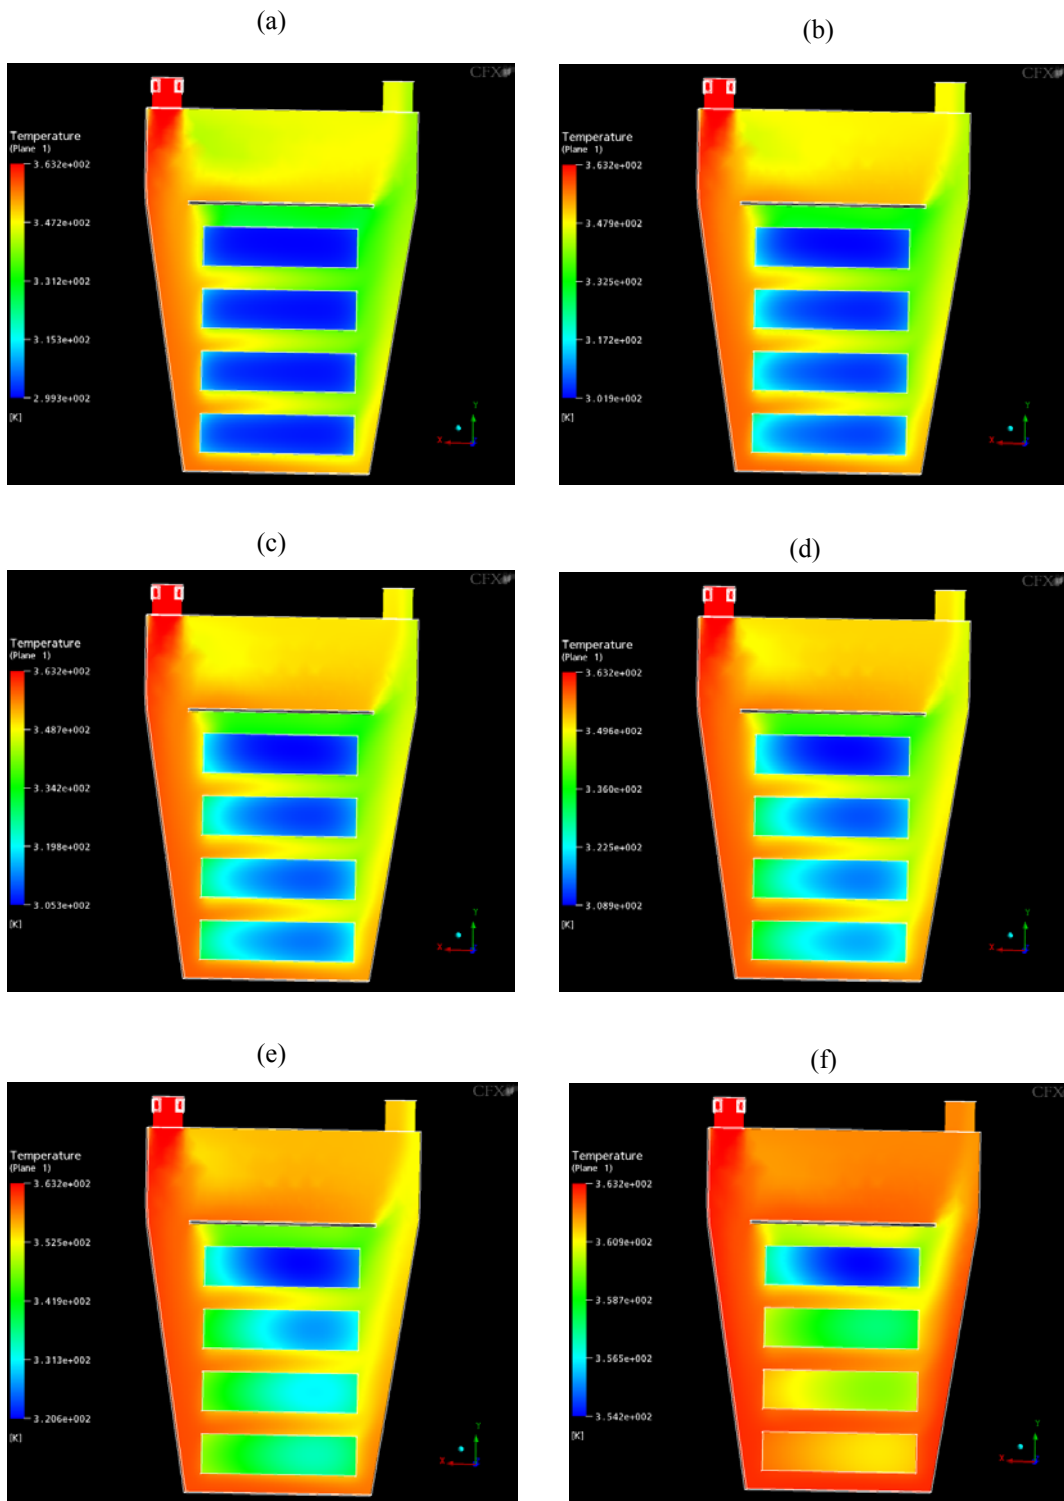 (a)
CFX
Temperature
(Plane 1)
3.632e+002
3.472e+002
3.312e+002
3.153e+002
2.993e+002
[K]
Y
X
(b)
CFX
Temperature
(Plane 1)
3.632e+002
3.479e+002
3.325e+002
3.172e+002
3.019e+002
[K]
Y
X
(c)
CFX
Temperature
(Plane 1)
3.632e+002
3.487e+002
3.342e+002
3.198e+002
3.053e+002
[K]
Y
X
(d)
CFX
Temperature
(Plane 1)
3.632e+002
3.496e+002
3.360e+002
3.225e+002
3.089e+002
[K]
Y
X
(e)
CFX
Temperature
(Plane 1)
3.632e+002
3.525e+002
3.419e+002
3.313e+002
3.206e+002
[K]
Y
X
(f)
CFX
Temperature
(Plane 1)
3.632e+002
3.609e+002
3.587e+002
3.565e+002
3.542e+002
[K]
Y
X